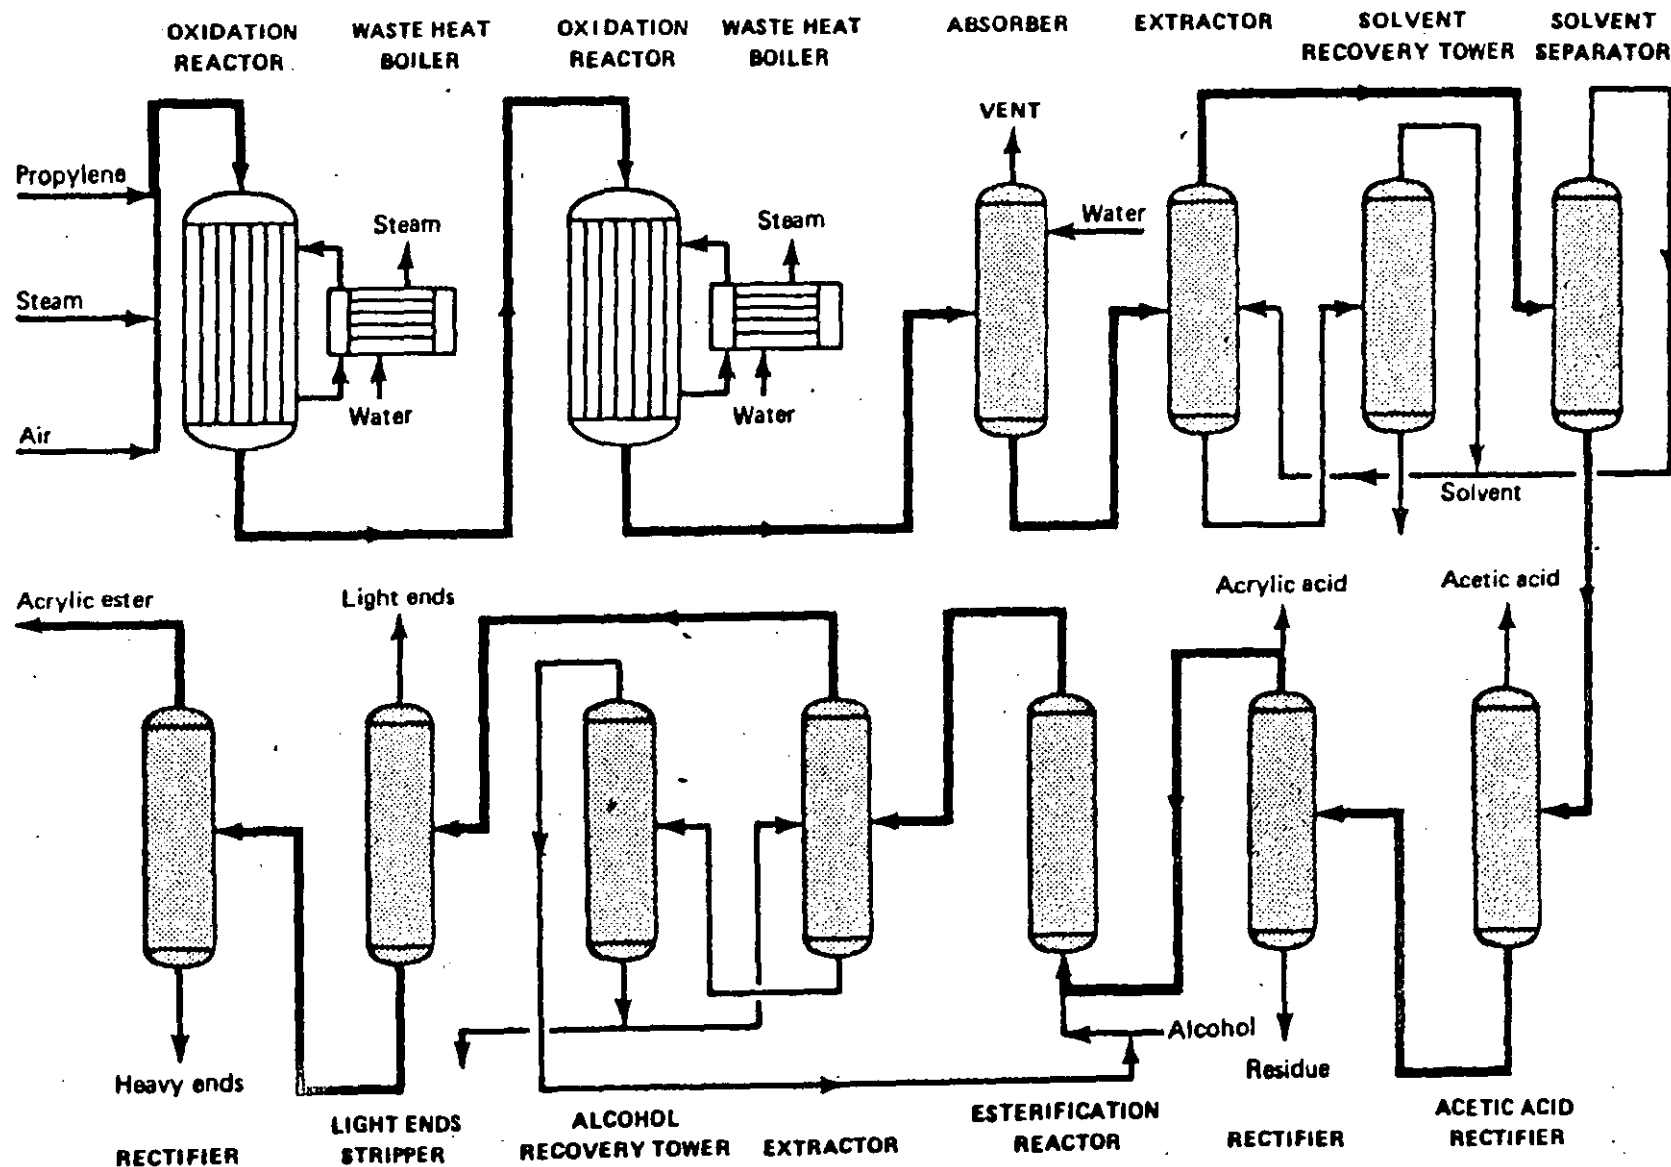 OXIDATION
REACTOR
WASTE HEAT
BOILER
OXIDATION
REACTOR
WASTE HEAT
BOILER
ABSORBER
EXTRACTOR
SOLVENT
RECOVERY TOWER
SOLVENT
SEPARATOR
VENT
Propylene
Steam
Steam
Water
Steam
Water
Water
Air
Solvent
Acrylic ester
Light ends
Acrylic acid
Acetic acid
Alcohol
Heavy ends
Residue
RECTIFIER
LIGHT ENDS
STRIPPER
ALCOHOL
RECOVERY TOWER
EXTRACTOR
ESTERIFICATION
REACTOR
RECTIFIER
ACETIC ACID
RECTIFIER